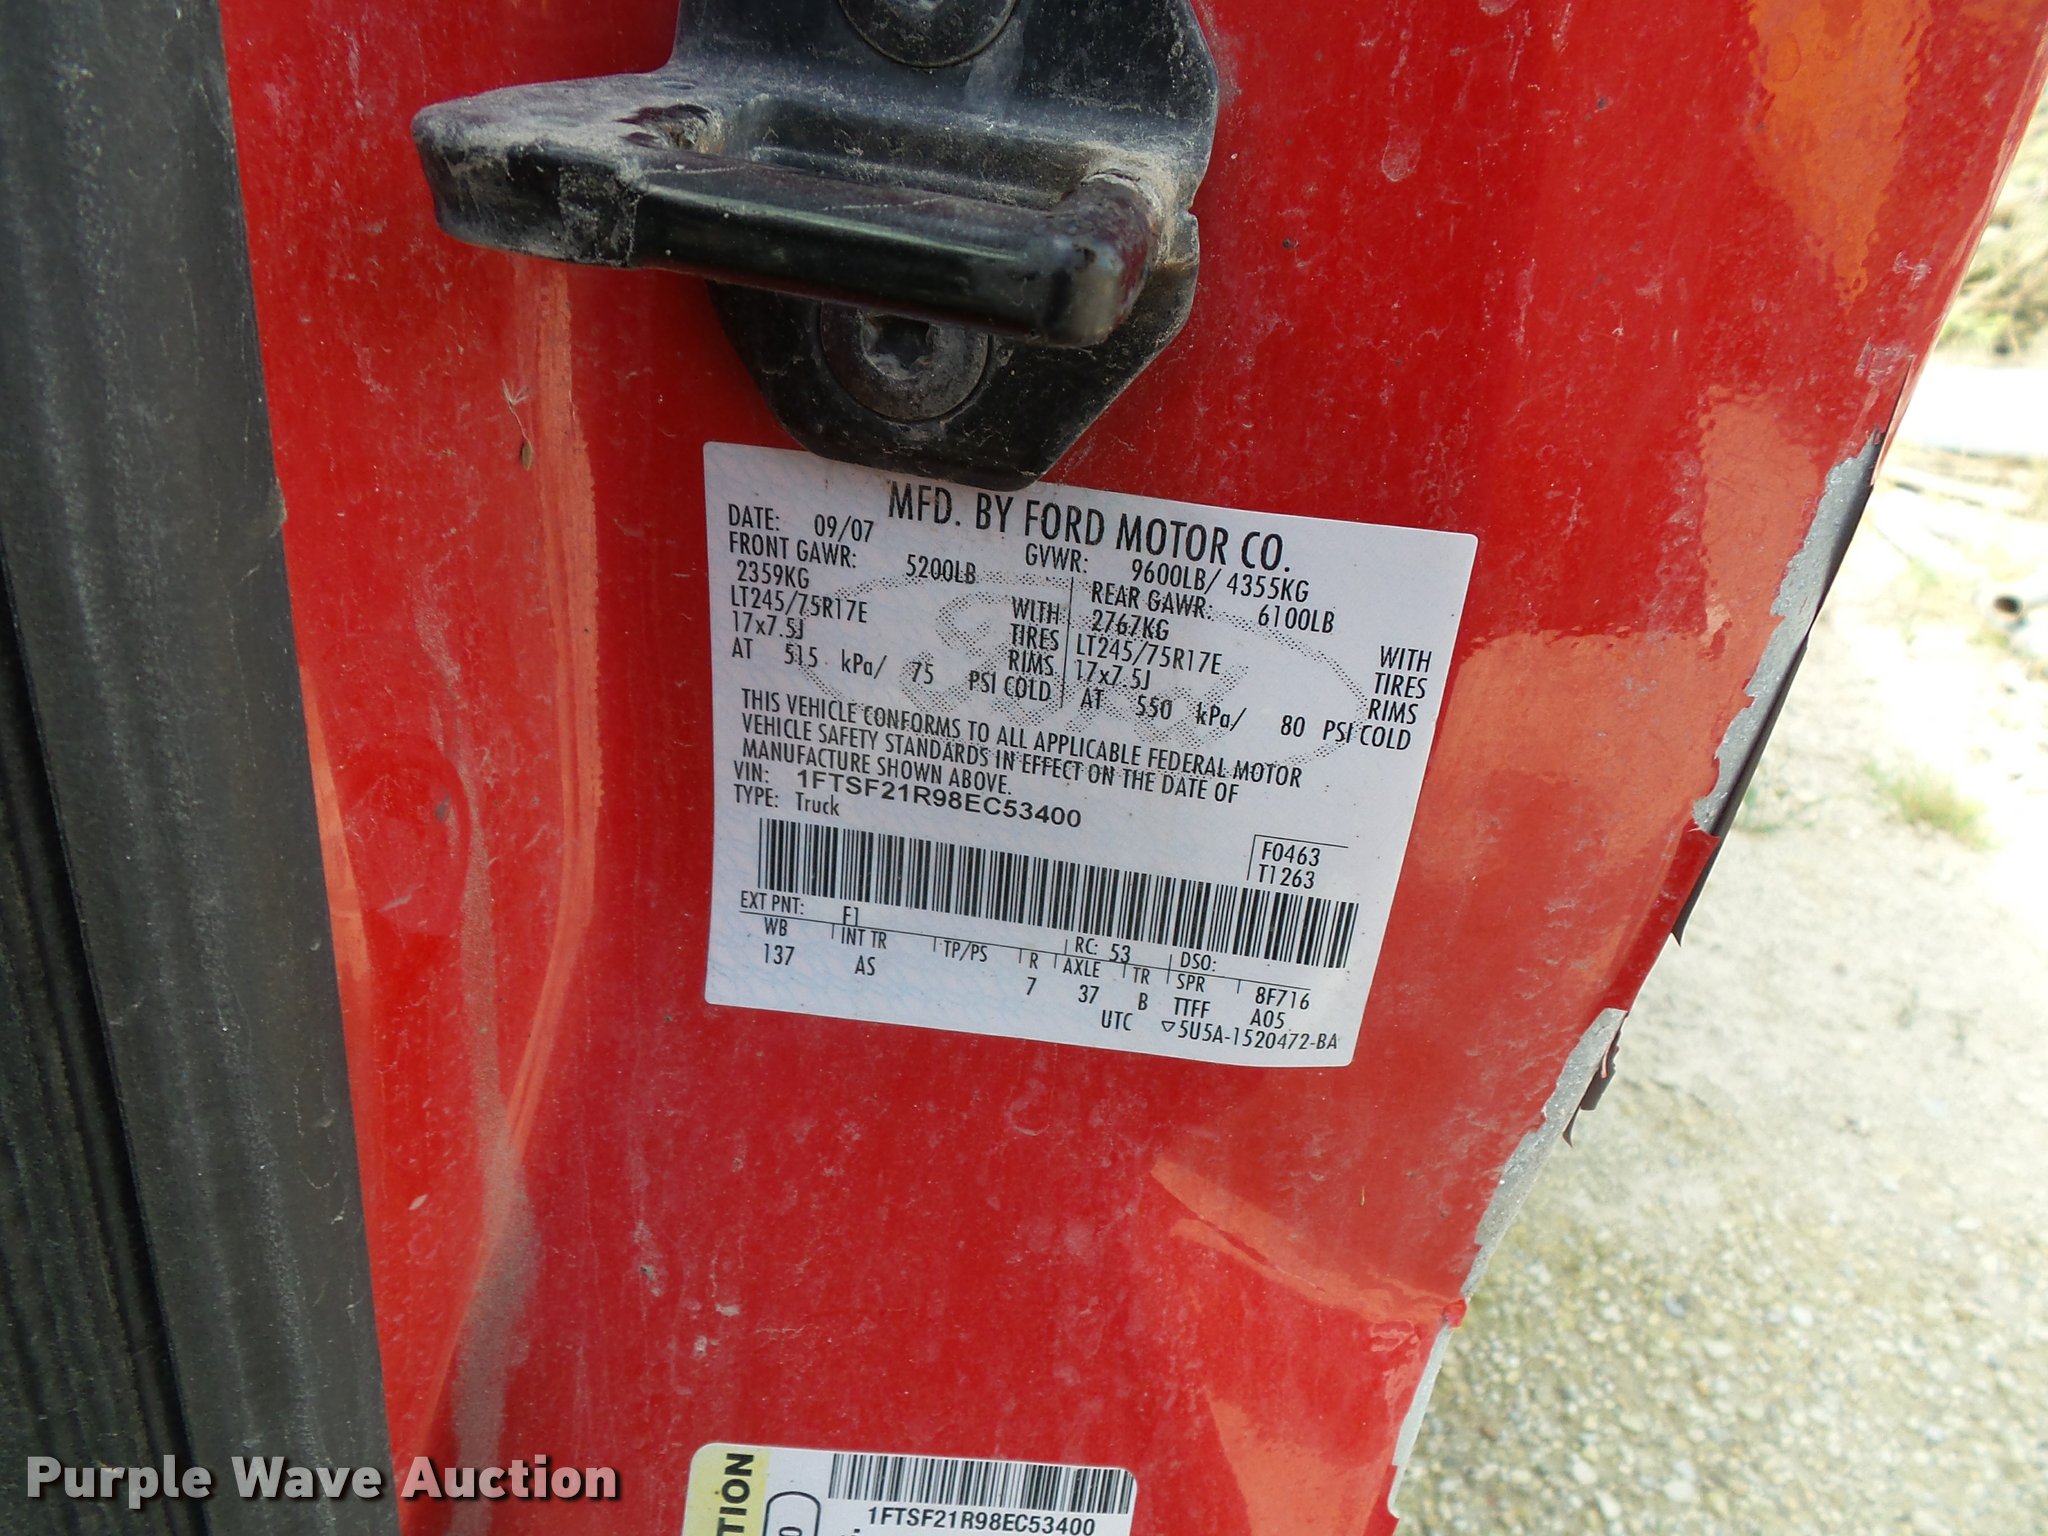 MFD. BY FORD MOTOR CO.
DATE: 09/07 GVWR: 9600LB/ 4355KG
FRONT GAWR: 5200LB REAR GAWR: 6100LB
2359KG WITH 2767KG WITH
LT245/75R17E TIRES LT245/75R17E TIRES
17x7.5J RIMS 17x7.5J RIMS
AT 515 kPa/ 75 PSI COLD AT 550 kPa/ 80 PSI COLD
THIS VEHICLE CONFORMS TO ALL APPLICABLE FEDERAL MOTOR
VEHICLE SAFETY STANDARDS IN EFFECT ON THE DATE OF
MANUFACTURE SHOWN ABOVE.
VIN: 1FTSF21R98EC53400
TYPE: Truck
F0463
T1263
EXT PNT: F1 RC: 53 DSO:
WB INT TR TP/PS R AXLE TR SPR 8F716
137 AS 7 37 B TTFF A05
UTC ▽5U5A-1520472-BA
TION
1FTSF21R98EC53400
Purple Wave Auction